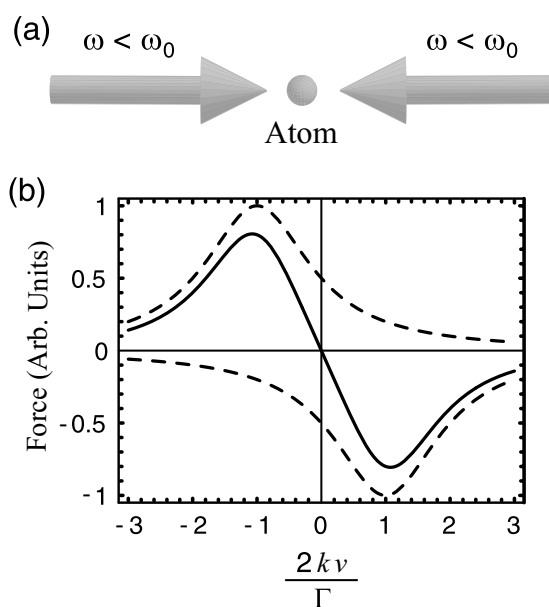 (a)
ω < ω₀ ω < ω₀
Atom
(b)
Force (Arb. Units)
1
0.5
0
-0.5
-1
-3 -2 -1 0 1 2 3
2kv
Γ